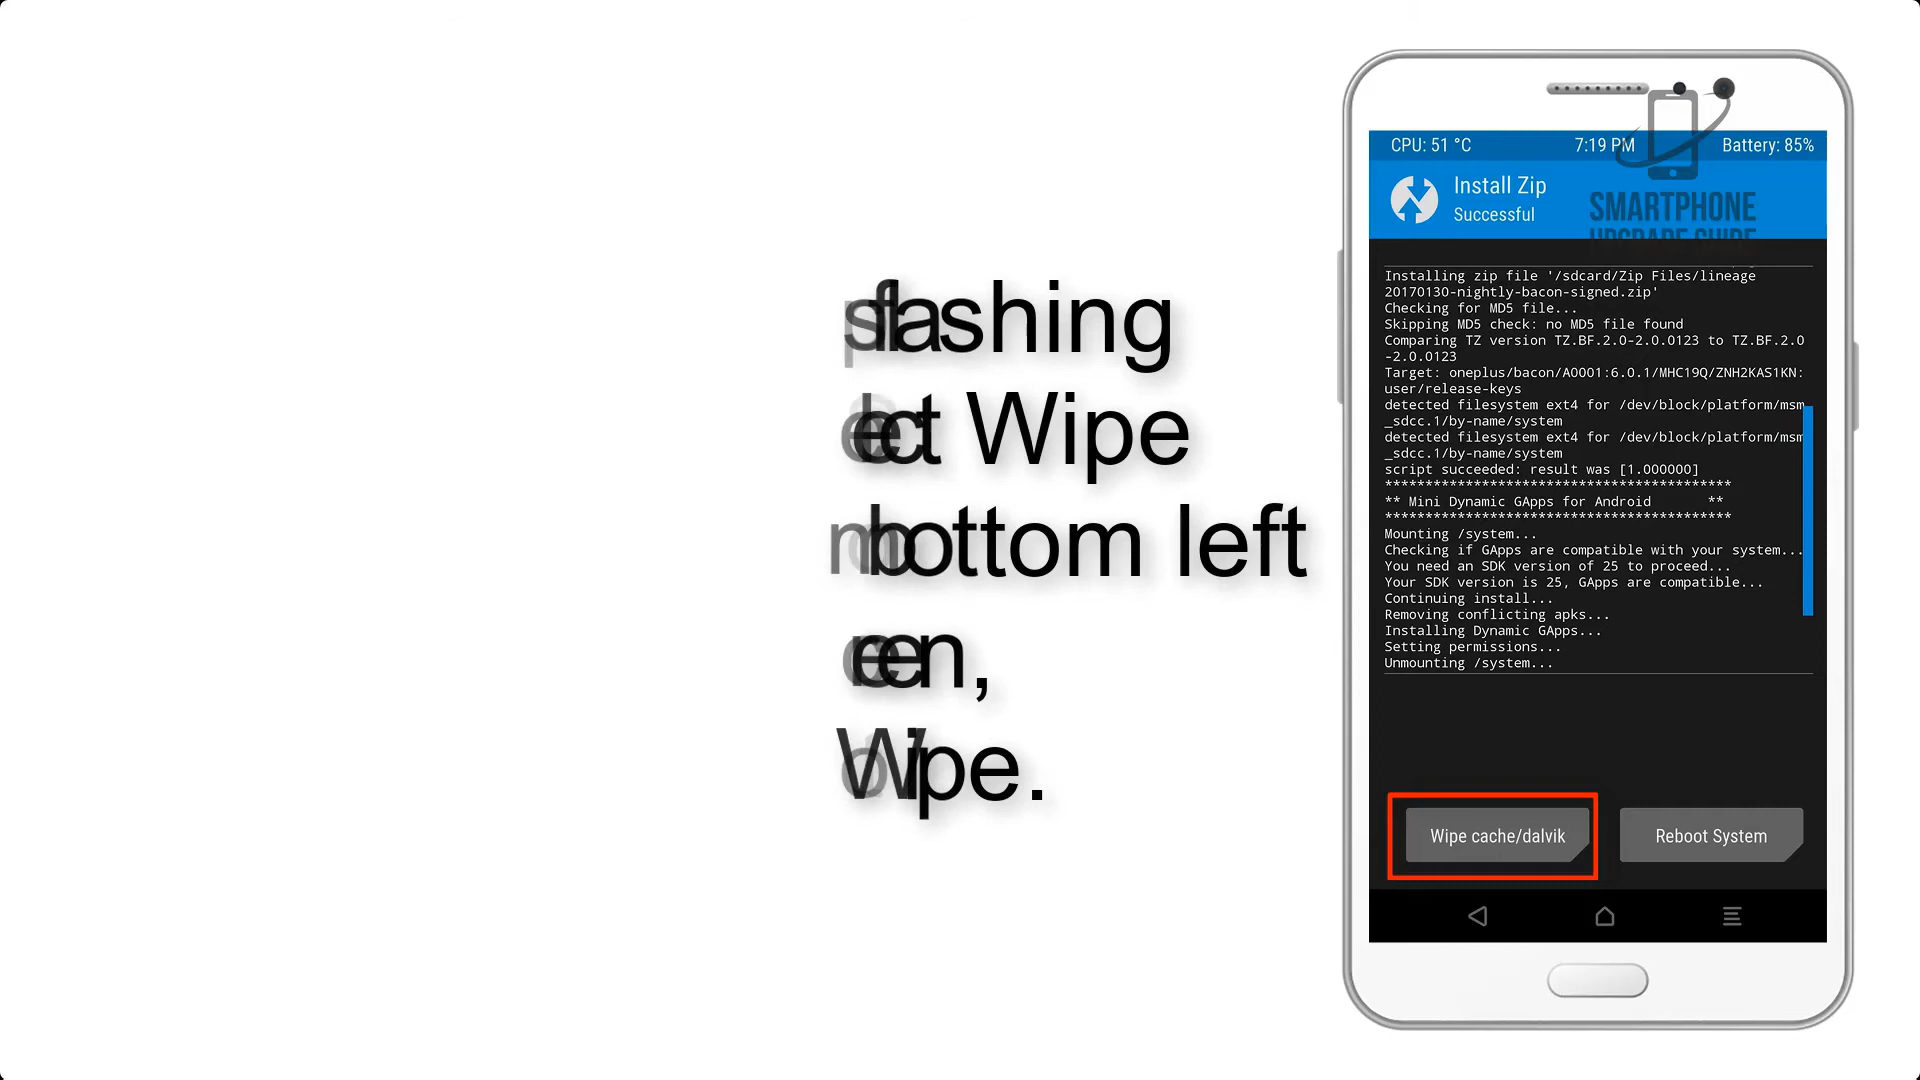 flashing
Wipe
bottom left
Wipe.
CPU: 51 °C 7:19 PM Battery: 85%
Install Zip
Successful
SMARTPHONE
UPGRADE GUIDE
Installing zip file '/sdcard/Zip Files/lineage
20170130-nightly-bacon-signed.zip'
Checking for MD5 file...
Skipping MD5 check: no MD5 file found
Comparing TZ version TZ.BF.2.0-2.0.0123 to TZ.BF.2.0
-2.0.0123
Target: oneplus/bacon/A0001:6.0.1/MHC19Q/ZNH2KAS1KN:
user/release-keys
detected filesystem ext4 for /dev/block/platform/msm
_sdcc.1/by-name/system
detected filesystem ext4 for /dev/block/platform/msm
_sdcc.1/by-name/system
script succeeded: result was [1.000000]
*******************************************
** Mini Dynamic GApps for Android **
*******************************************
Mounting /system...
Checking if GApps are compatible with your system...
You need an SDK version of 25 to proceed...
Your SDK version is 25, GApps are compatible...
Continuing install...
Removing conflicting apks...
Installing Dynamic GApps...
Setting permissions...
Unmounting /system...
Wipe cache/dalvik
Reboot System